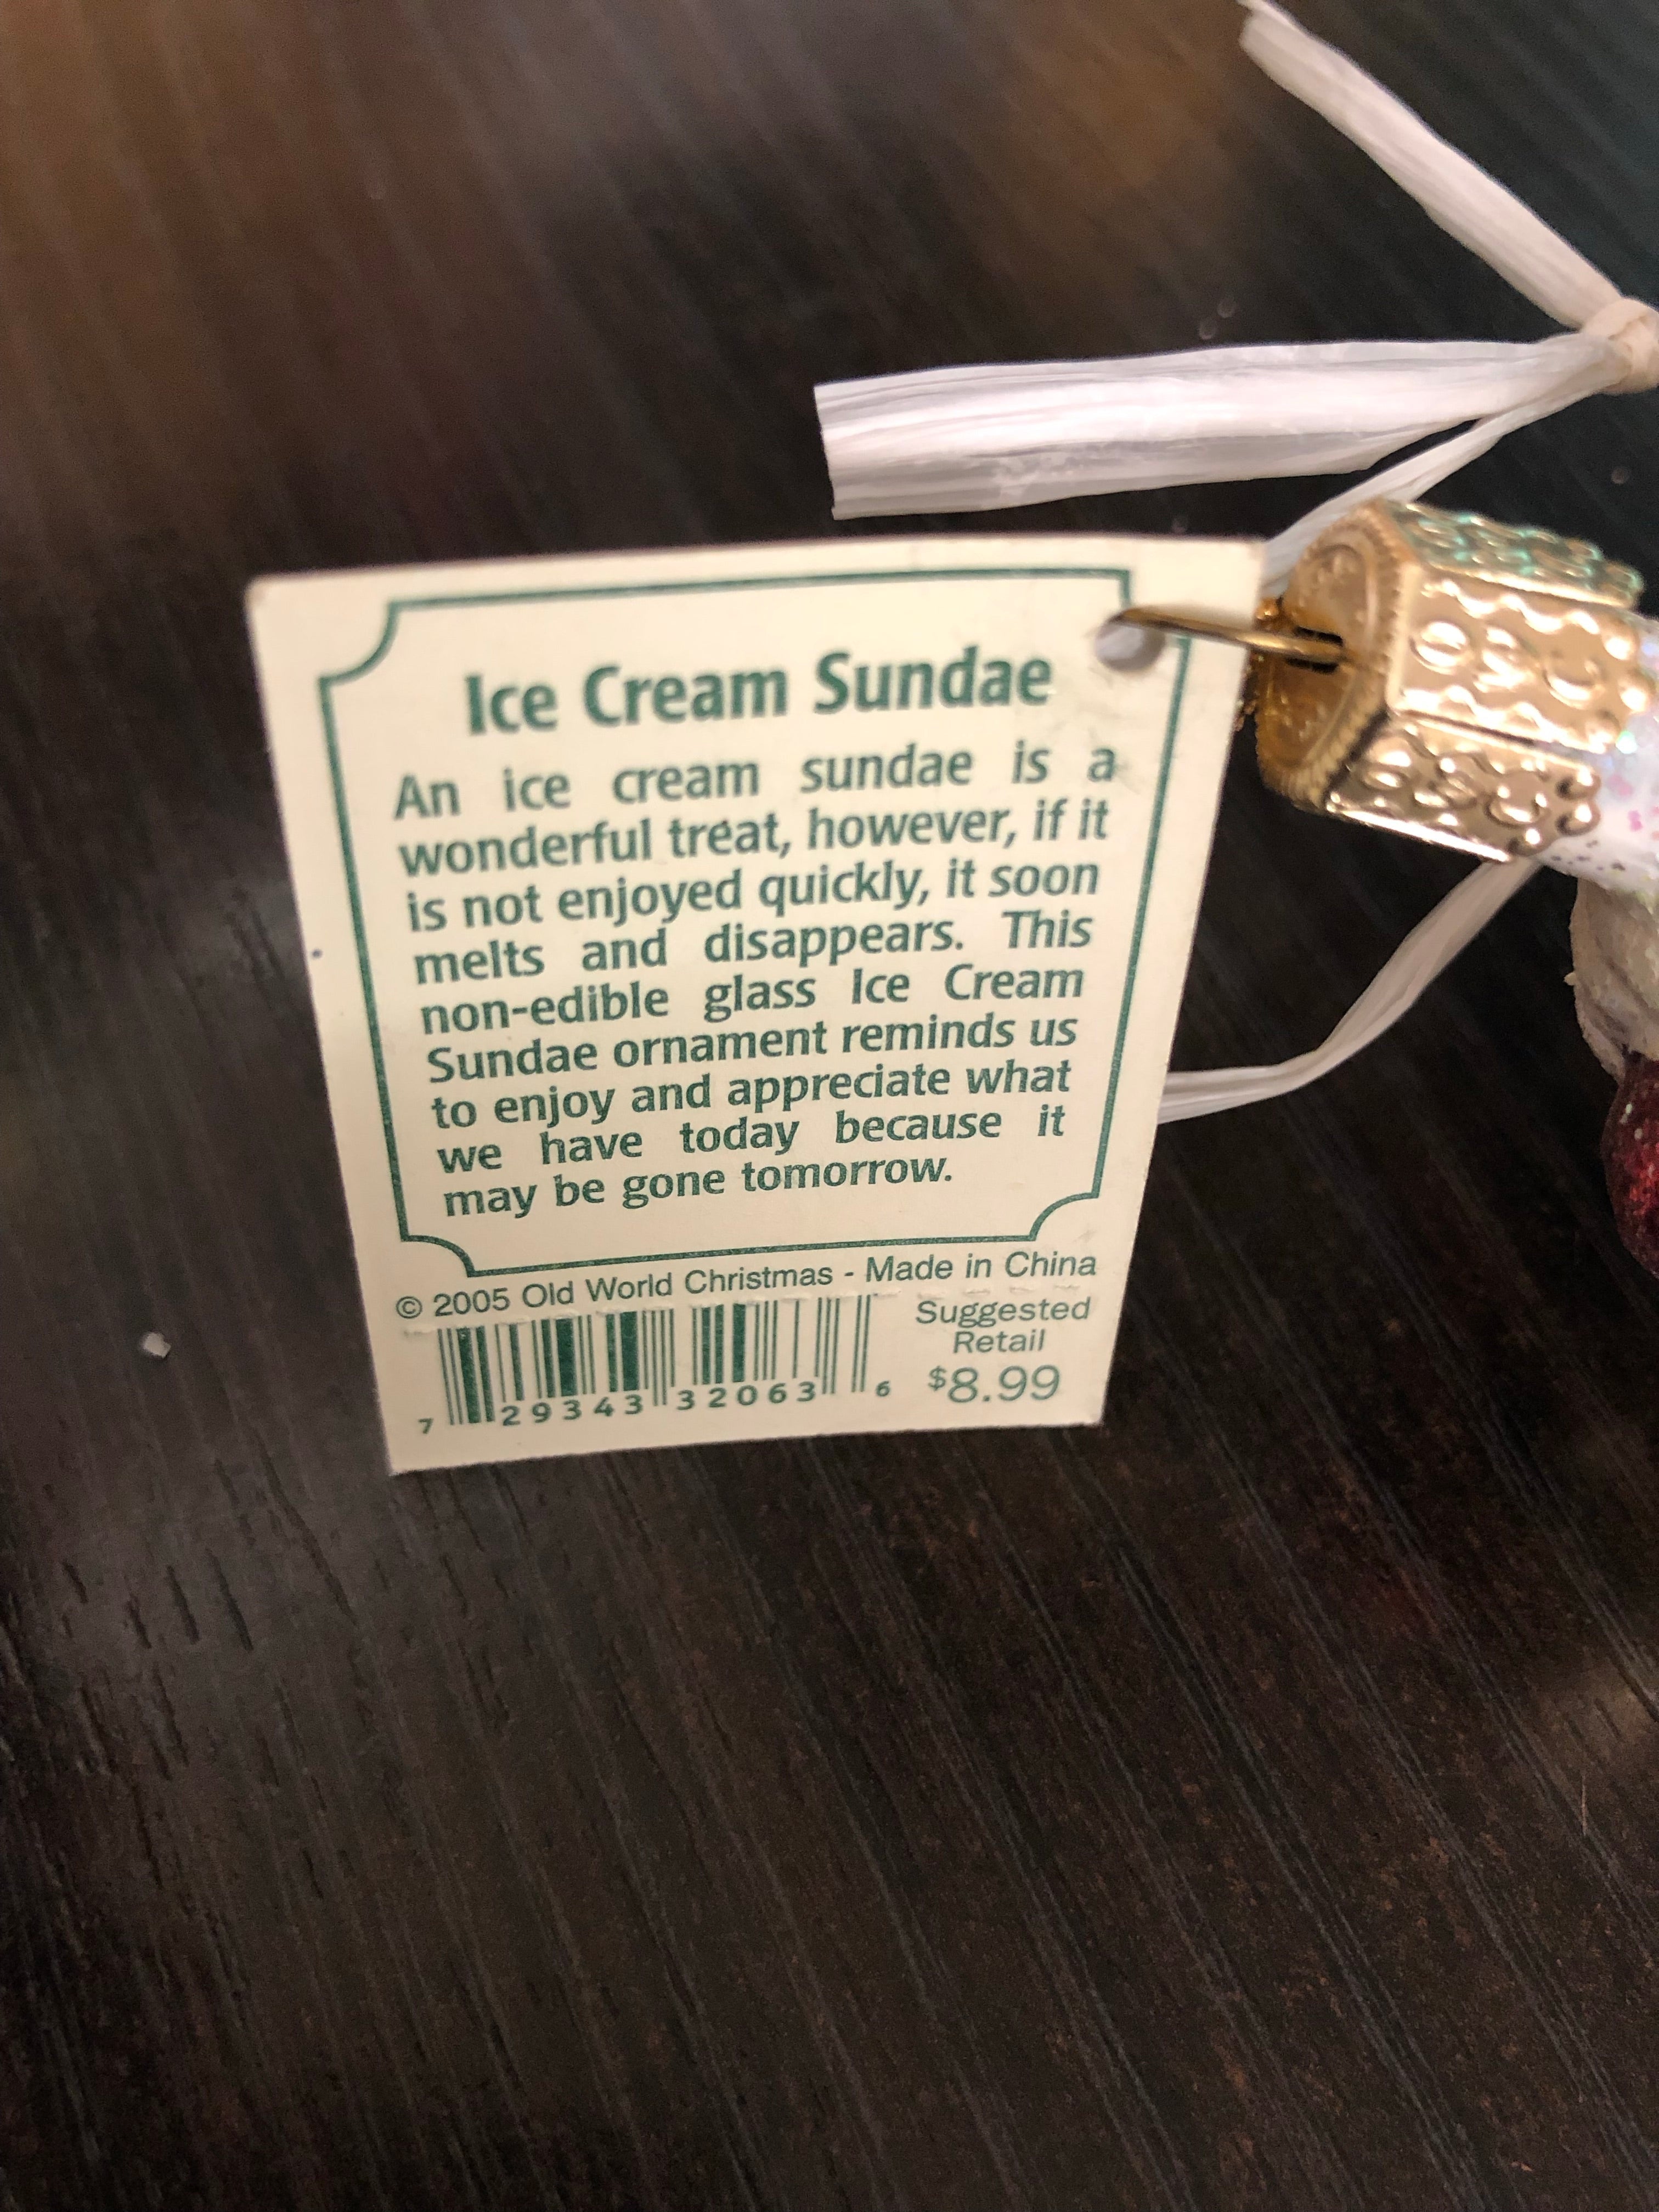 Ice Cream Sundae
An ice cream sundae is a
wonderful treat, however, if it
is not enjoyed quickly, it soon
melts and disappears. This
non-edible glass Ice Cream
Sundae ornament reminds us
to enjoy and appreciate what
we have today because it
may be gone tomorrow.
© 2005 Old World Christmas - Made in China
Suggested
Retail
$8.99
7 29343 32063 6